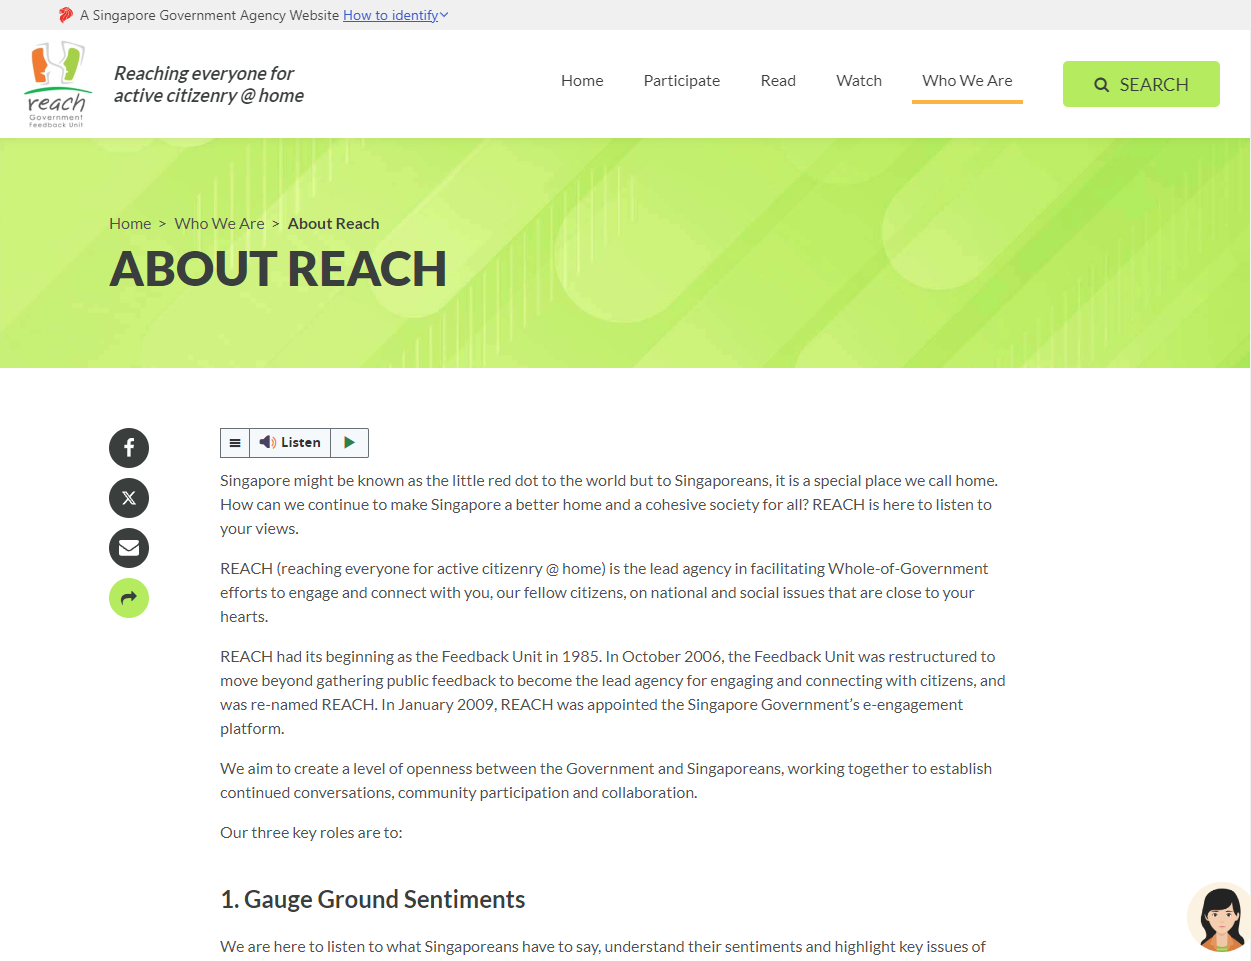 A Singapore Government Agency Website How to identify
reach
Government
Feedback Unit
Reaching everyone for
active citizenry @ home
Home
Participate
Read
Watch
Who We Are
SEARCH
Home > Who We Are > About Reach
ABOUT REACH
Listen
Singapore might be known as the little red dot to the world but to Singaporeans, it is a special place we call home.
How can we continue to make Singapore a better home and a cohesive society for all? REACH is here to listen to
your views.
REACH (reaching everyone for active citizenry @ home) is the lead agency in facilitating Whole-of-Government
efforts to engage and connect with you, our fellow citizens, on national and social issues that are close to your
hearts.
REACH had its beginning as the Feedback Unit in 1985. In October 2006, the Feedback Unit was restructured to
move beyond gathering public feedback to become the lead agency for engaging and connecting with citizens, and
was re-named REACH. In January 2009, REACH was appointed the Singapore Government’s e-engagement
platform.
We aim to create a level of openness between the Government and Singaporeans, working together to establish
continued conversations, community participation and collaboration.
Our three key roles are to:
1. Gauge Ground Sentiments
We are here to listen to what Singaporeans have to say, understand their sentiments and highlight key issues of